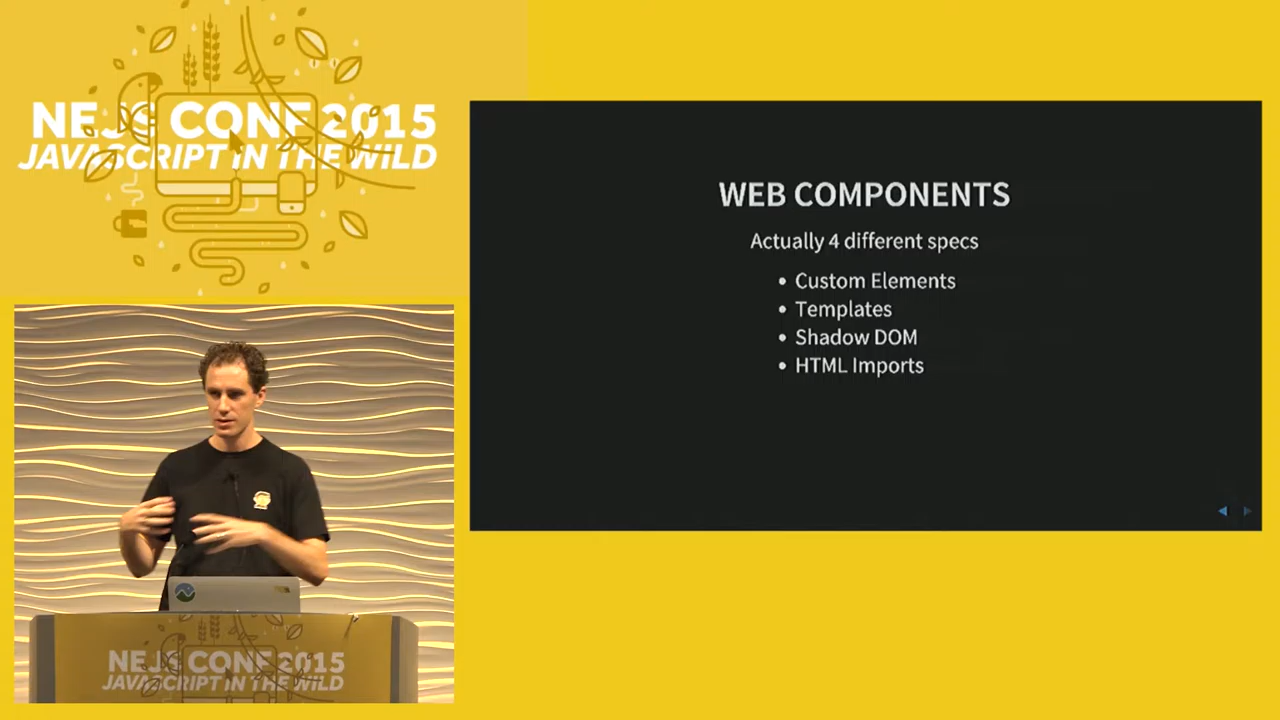 NEJS CONF 2015
JAVASCRIPT IN THE WILD
WEB COMPONENTS
Actually 4 different specs
• Custom Elements
• Templates
• Shadow DOM
• HTML Imports
NEJS CONF 2015
JAVASCRIPT IN THE WILD